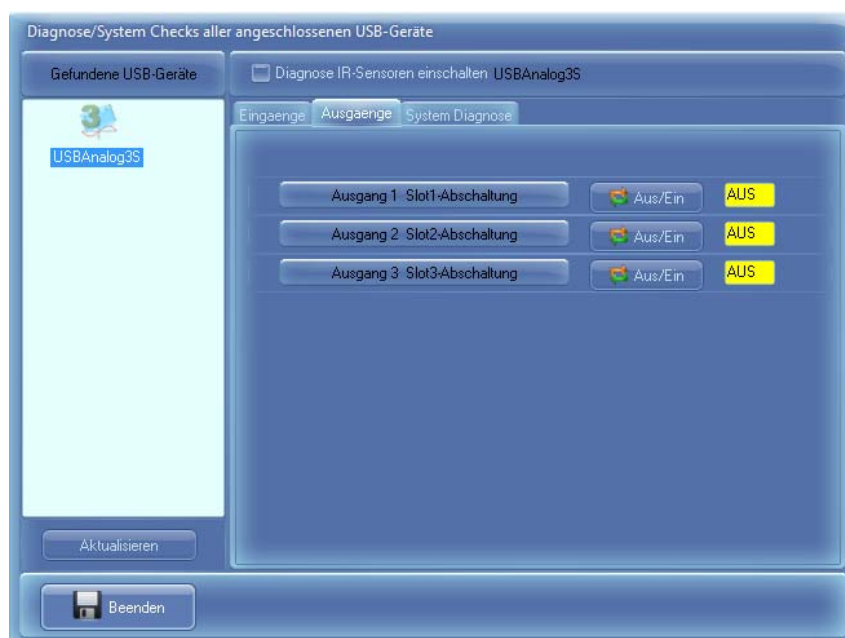 Diagnose/System Checks aller angeschlossenen USB-Geräte
Gefundene USB-Geräte
Diagnose IR-Sensoren einschalten USBAnalog3S
3
USBAnalog3S
Eingaenge Ausgaenge System Diagnose
Ausgang 1 Slot1-Abschaltung Aus/Ein AUS
Ausgang 2 Slot2-Abschaltung Aus/Ein AUS
Ausgang 3 Slot3-Abschaltung Aus/Ein AUS
Aktualisieren
Beenden